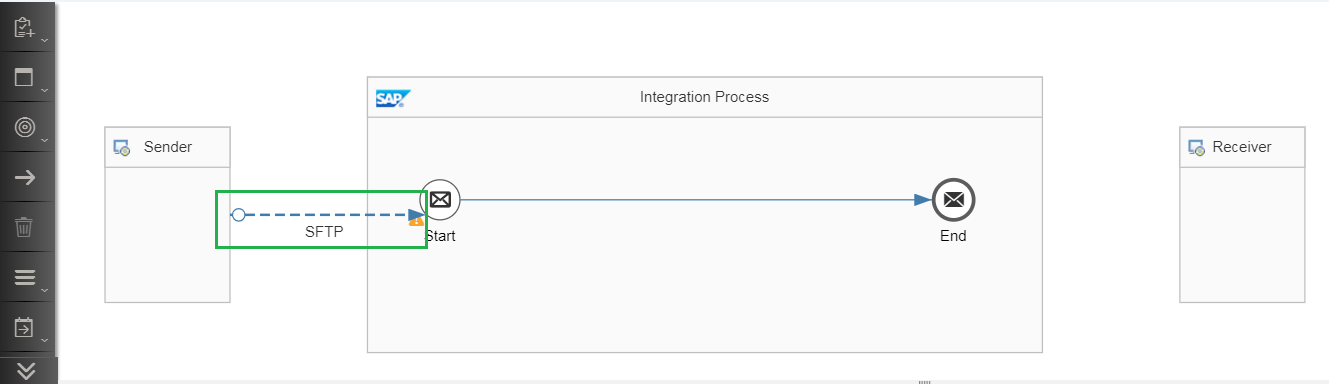 SAP
Integration Process
Sender
Receiver
SFTP
Start
End